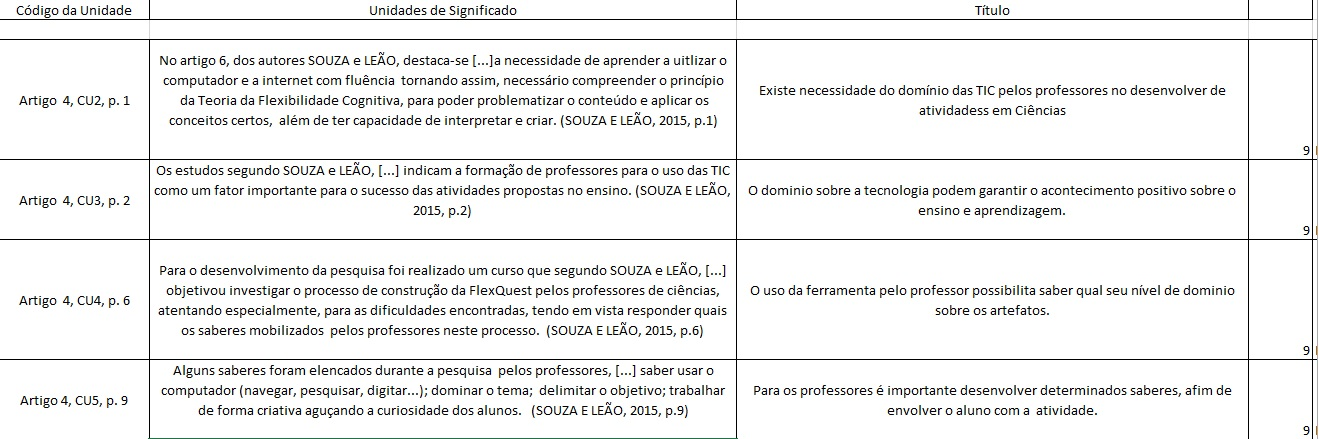 Código da Unidade
Unidades de Significado
Título
Artigo 4, CU2, p. 1
No artigo 6, dos autores SOUZA e LEÃO, destaca-se [...]a necessidade de aprender a uitlizar o
computador e a internet com fluência tornando assim, necessário compreender o princípio
da Teoria da Flexibilidade Cognitiva, para poder problematizar o conteúdo e aplicar os
conceitos certos, além de ter capacidade de interpretar e criar. (SOUZA E LEÃO, 2015, p.1)
Existe necessidade do domínio das TIC pelos professores no desenvolver de
atividadess em Ciências
9
Artigo 4, CU3, p. 2
Os estudos segundo SOUZA e LEÃO, [...] indicam a formação de professores para o uso das TIC
como um fator importante para o sucesso das atividades propostas no ensino. (SOUZA E LEÃO,
2015, p.2)
O dominio sobre a tecnologia podem garantir o acontecimento positivo sobre o
ensino e aprendizagem.
9
Artigo 4, CU4, p. 6
Para o desenvolvimento da pesquisa foi realizado um curso que segundo SOUZA e LEÃO, [...]
objetivou investigar o processo de construção da FlexQuest pelos professores de ciências,
atentando especialmente, para as dificuldades encontradas, tendo em vista responder quais
os saberes mobilizados pelos professores neste processo. (SOUZA E LEÃO, 2015, p.6)
O uso da ferramenta pelo professor possibilita saber qual seu nível de dominio
sobre os artefatos.
9
Artigo 4, CU5, p. 9
Alguns saberes foram elencados durante a pesquisa pelos professores, [...] saber usar o
computador (navegar, pesquisar, digitar...); dominar o tema; delimitar o objetivo; trabalhar
de forma criativa aguçando a curiosidade dos alunos. (SOUZA E LEÃO, 2015, p.9)
Para os professores é importante desenvolver determinados saberes, afim de
envolver o aluno com a atividade.
9